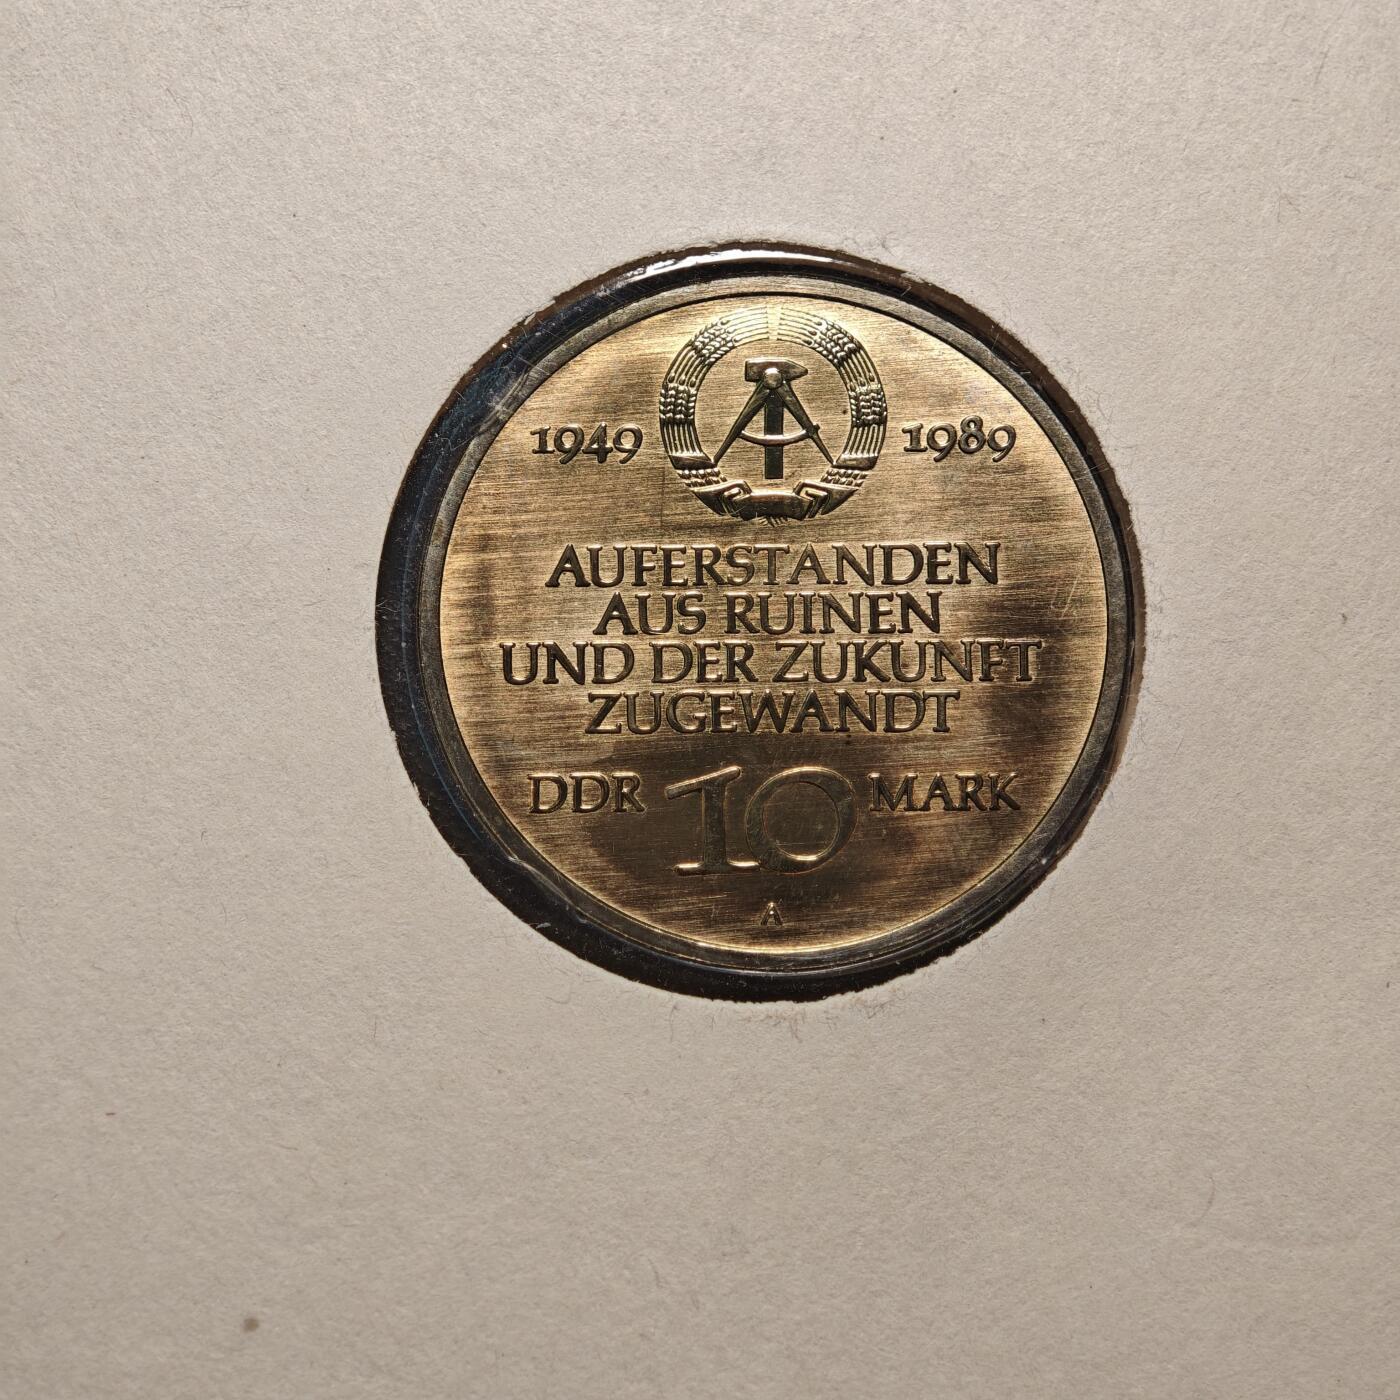 1949 1989
AUFERSTANDEN
AUS RUINEN
UND DER ZUKUNFT
ZUGEWANDT
DDR 10 MARK
A